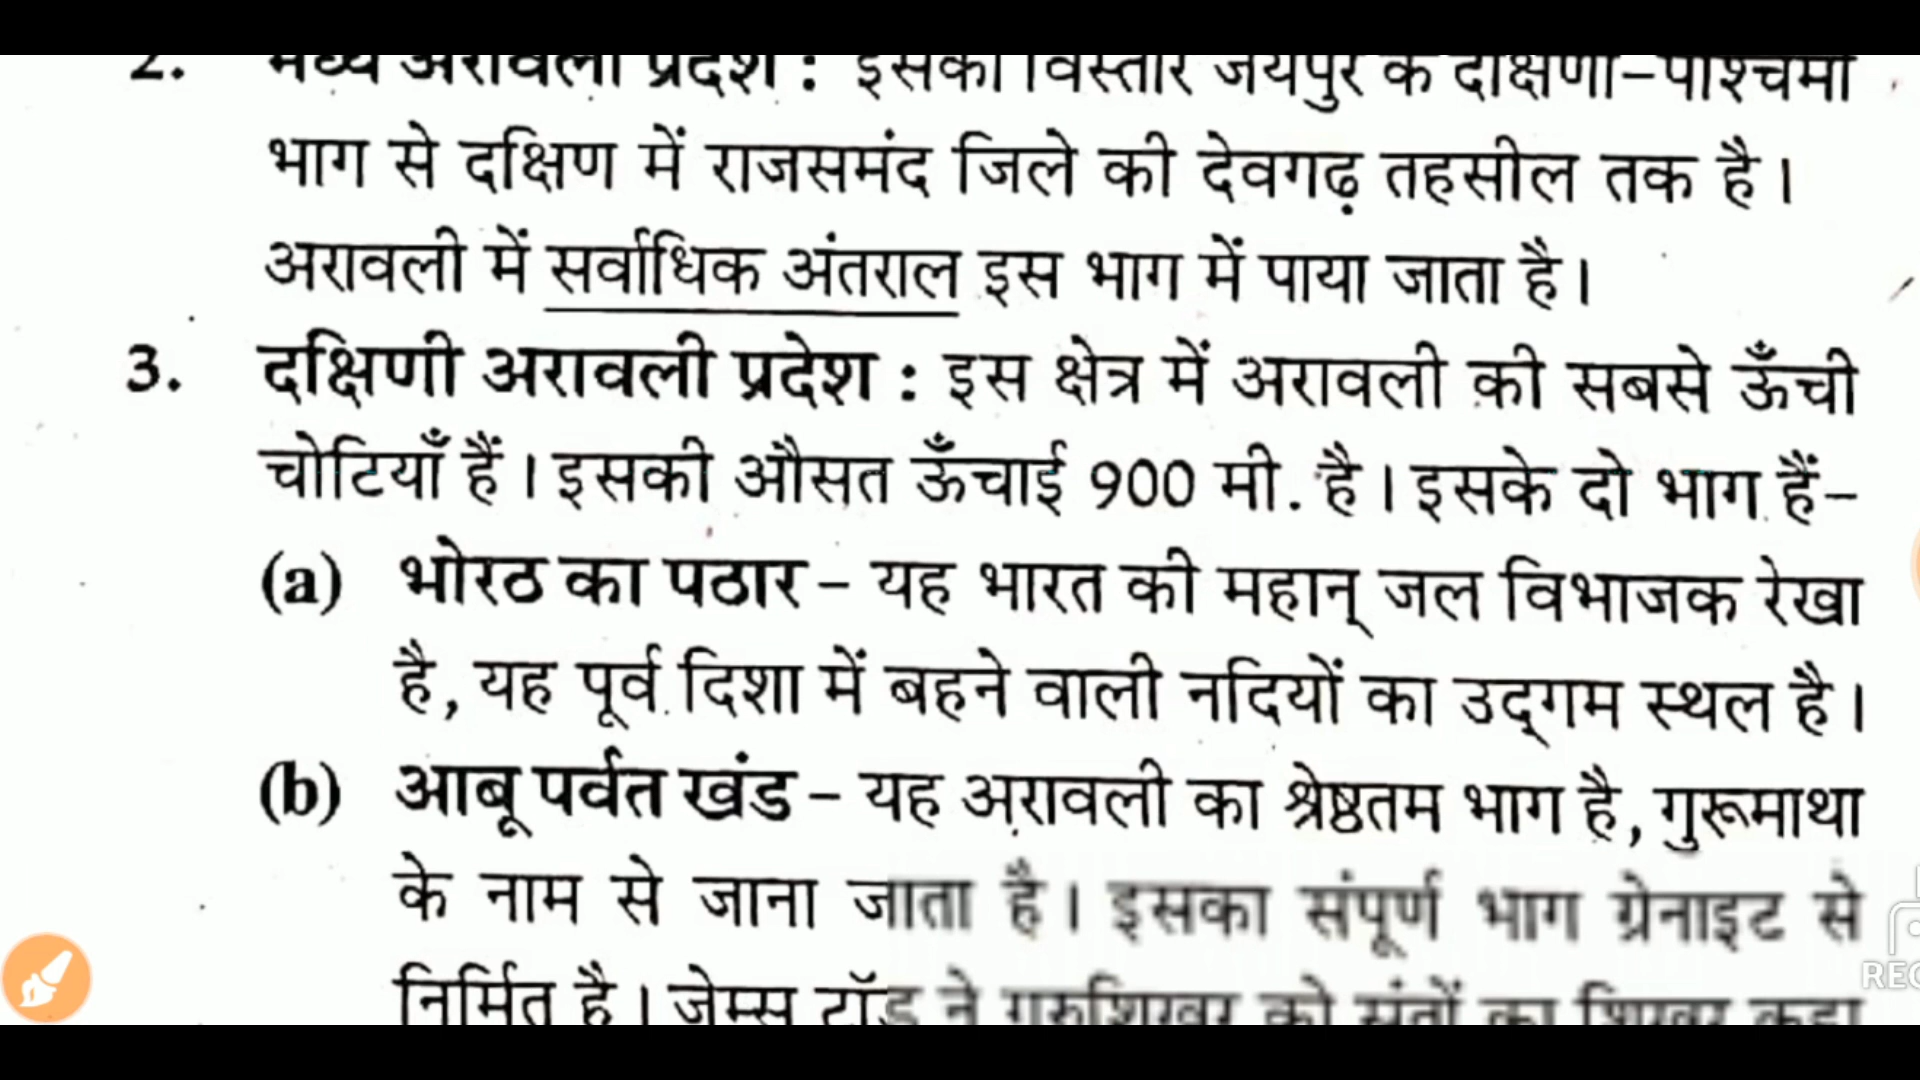 2. मध्य अरावली प्रदेश : इसका विस्तार जयपुर के दक्षिणी-पश्चिमी
भाग से दक्षिण में राजसमंद जिले की देवगढ़ तहसील तक है।
अरावली में सर्वाधिक अंतराल इस भाग में पाया जाता है।
3. दक्षिणी अरावली प्रदेश : इस क्षेत्र में अरावली की सबसे ऊँची
चोटियाँ हैं। इसकी औसत ऊँचाई 900 मी. है। इसके दो भाग हैं–
(a) भोरठ का पठार – यह भारत की महान् जल विभाजक रेखा
है, यह पूर्व दिशा में बहने वाली नदियों का उद्गम स्थल है।
(b) आबू पर्वत खंड – यह अरावली का श्रेष्ठतम भाग है, गुरूमाथा
के नाम से जाना जाता है। इसका संपूर्ण भाग ग्रेनाइट से
निर्मित है। जेम्स टॉड ने गुरुशिखर को संतों का शिखर कहा
REC